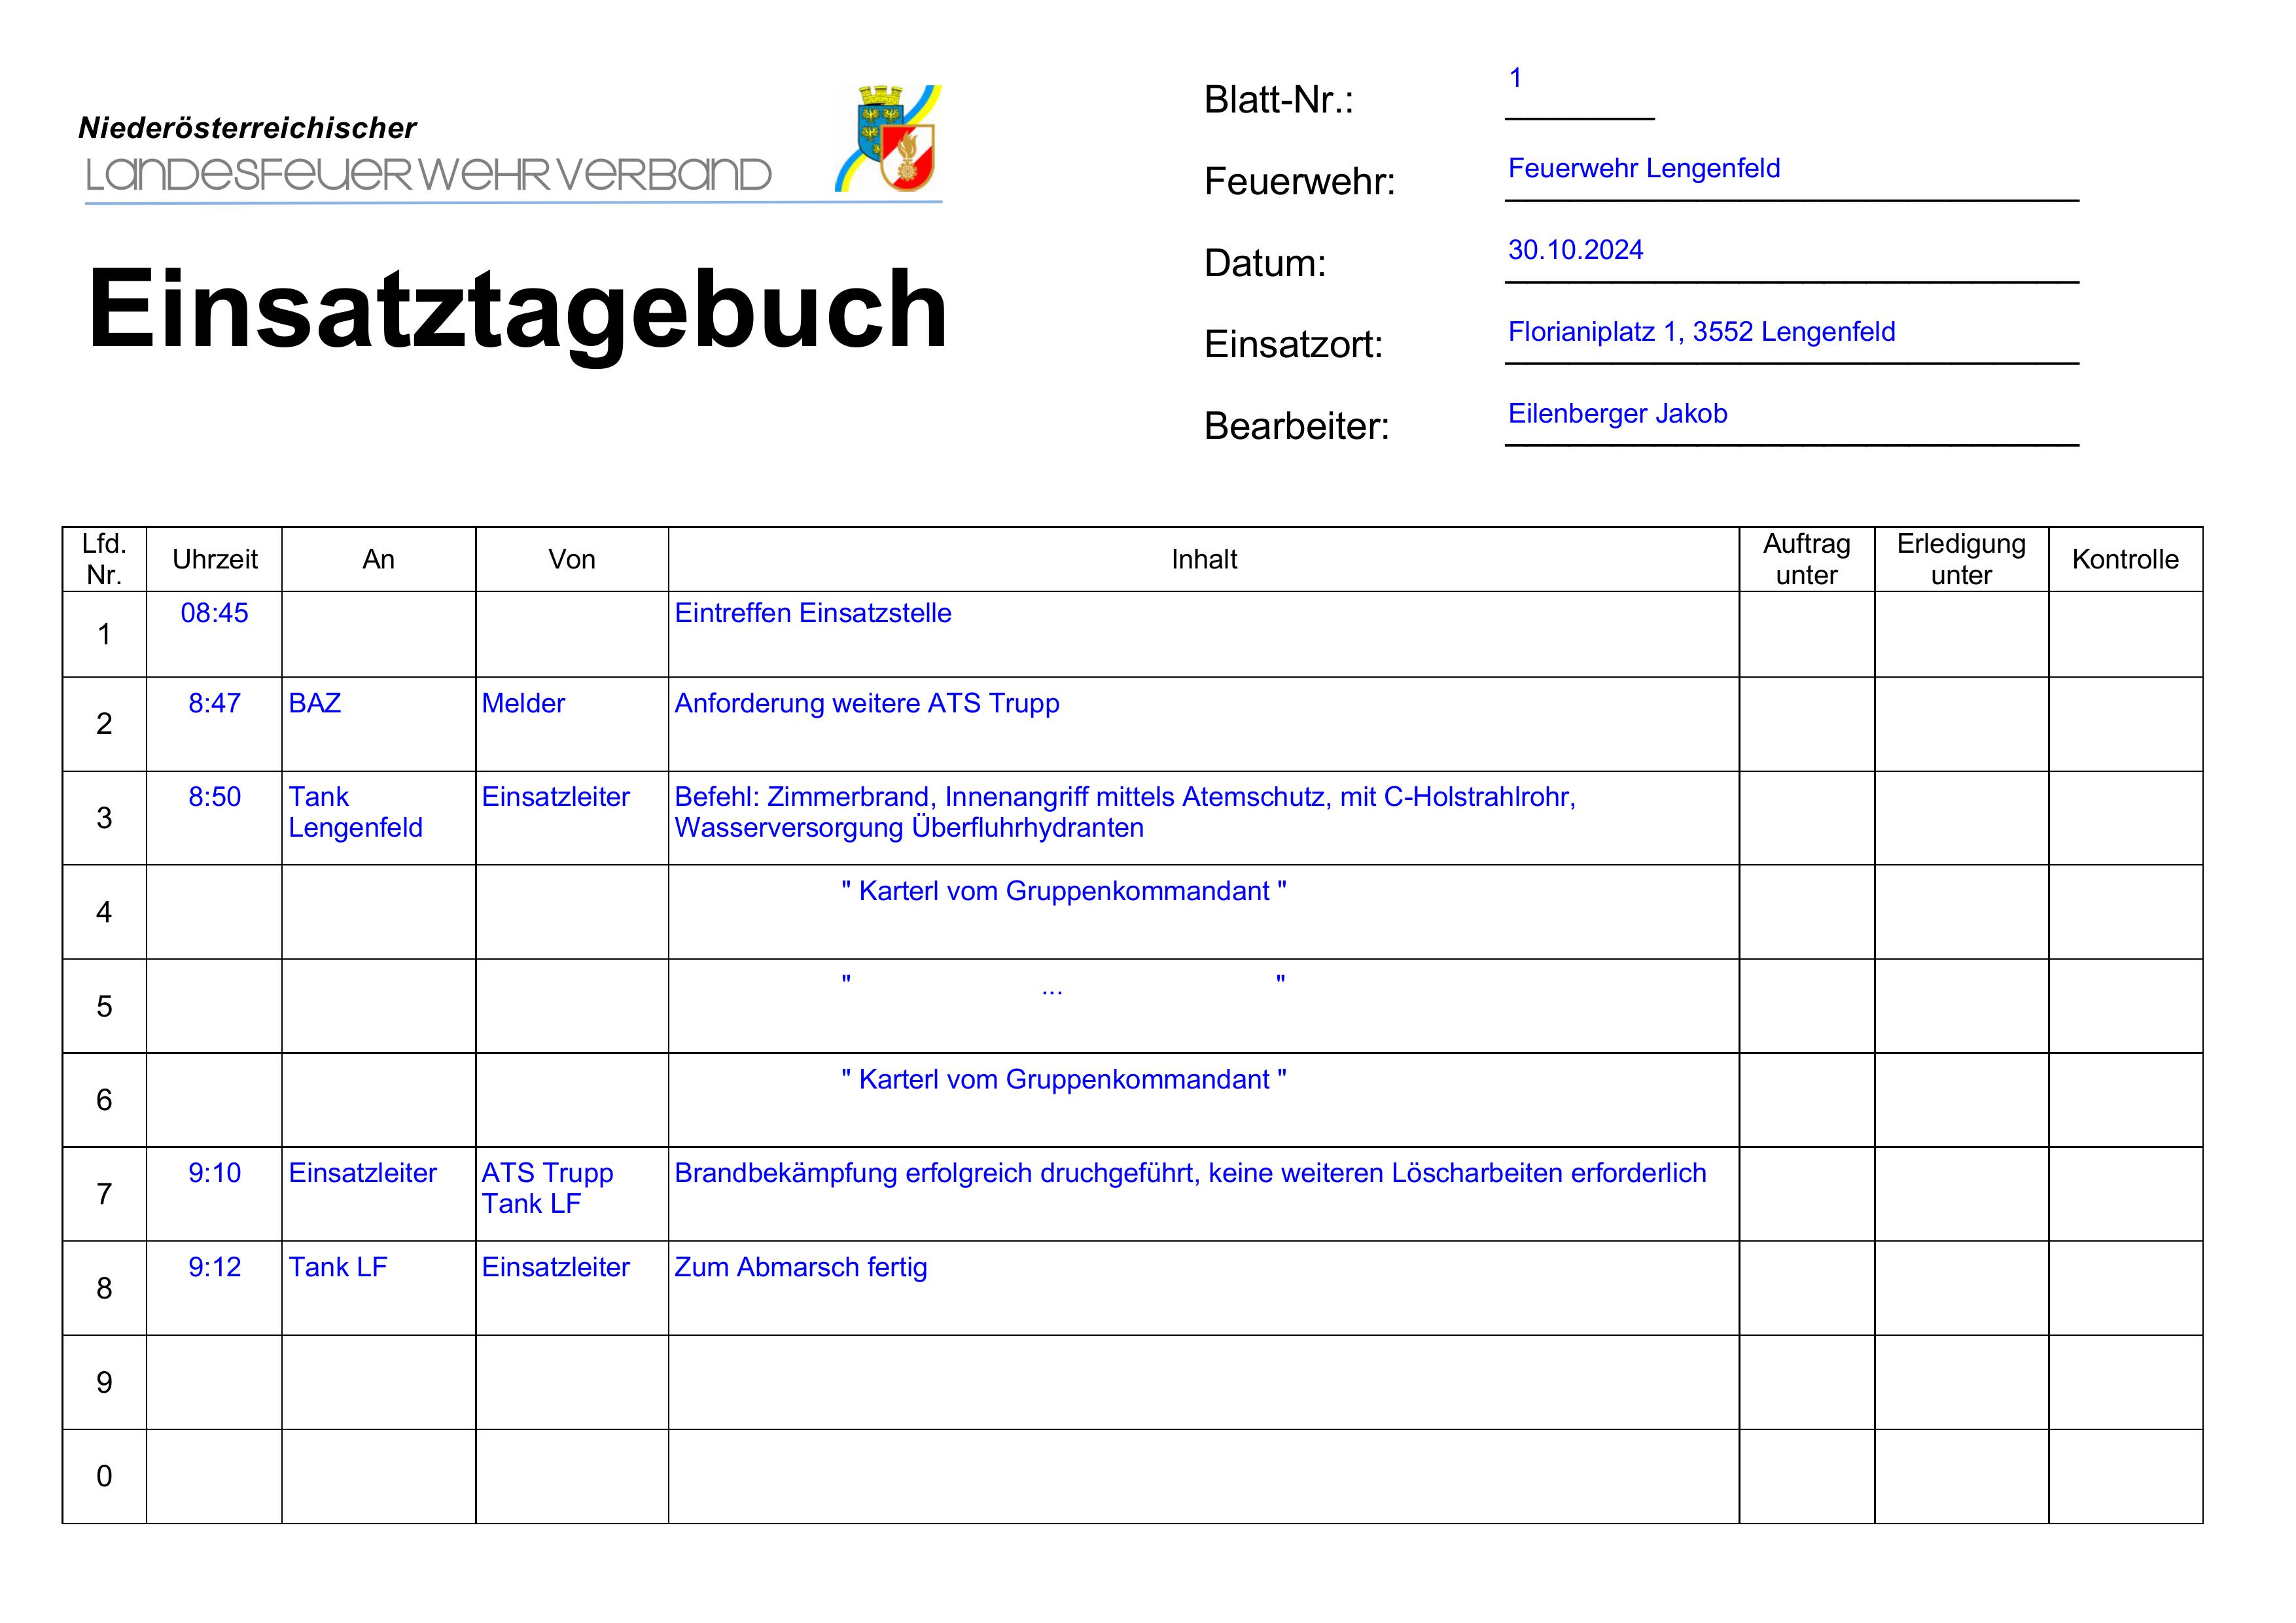 Niederösterreichischer
LANDESFEUERWEHRVERBAND
Einsatztagebuch
Blatt-Nr.: 1
Feuerwehr: Feuerwehr Lengenfeld
Datum: 30.10.2024
Einsatzort: Florianiplatz 1, 3552 Lengenfeld
Bearbeiter: Eilenberger Jakob
Lfd. Nr. Uhrzeit An Von Inhalt Auftrag unter Erledigung unter Kontrolle
1 08:45 Eintreffen Einsatzstelle
2 8:47 BAZ Melder Anforderung weitere ATS Trupp
3 8:50 Tank Lengenfeld Einsatzleiter Befehl: Zimmerbrand, Innenangriff mittels Atemschutz, mit C-Holstrahlrohr,
Wasserversorgung Überfluhrhydranten
4 " Karterl vom Gruppenkommandant "
5 " ... "
6 " Karterl vom Gruppenkommandant "
7 9:10 Einsatzleiter ATS Trupp Tank LF Brandbekämpfung erfolgreich druchgeführt, keine weiteren Löscharbeiten erforderlich
8 9:12 Tank LF Einsatzleiter Zum Abmarsch fertig
9
0